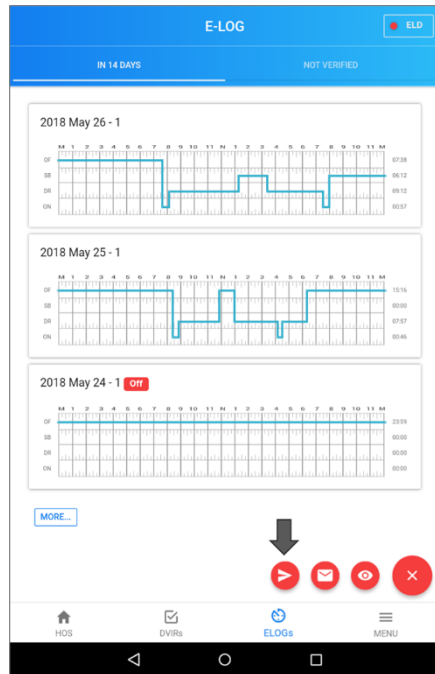 E-LOG
ELD
IN 14 DAYS
NOT VERIFIED
2018 May 26 - 1
M 1 2 3 4 5 6 7 8 9 10 11 N 1 2 3 4 5 6 7 8 9 10 11 M
OF 07:38
SB 06:12
DR 09:12
ON 00:57
2018 May 25 - 1
M 1 2 3 4 5 6 7 8 9 10 11 N 1 2 3 4 5 6 7 8 9 10 11 M
OF 15:16
SB 00:00
DR 07:57
ON 00:46
2018 May 24 - 1 Off
M 1 2 3 4 5 6 7 8 9 10 11 N 1 2 3 4 5 6 7 8 9 10 11 M
OF 23:59
SB 00:00
DR 00:00
ON 00:00
MORE...
HOS
DVIRs
ELOGs
MENU